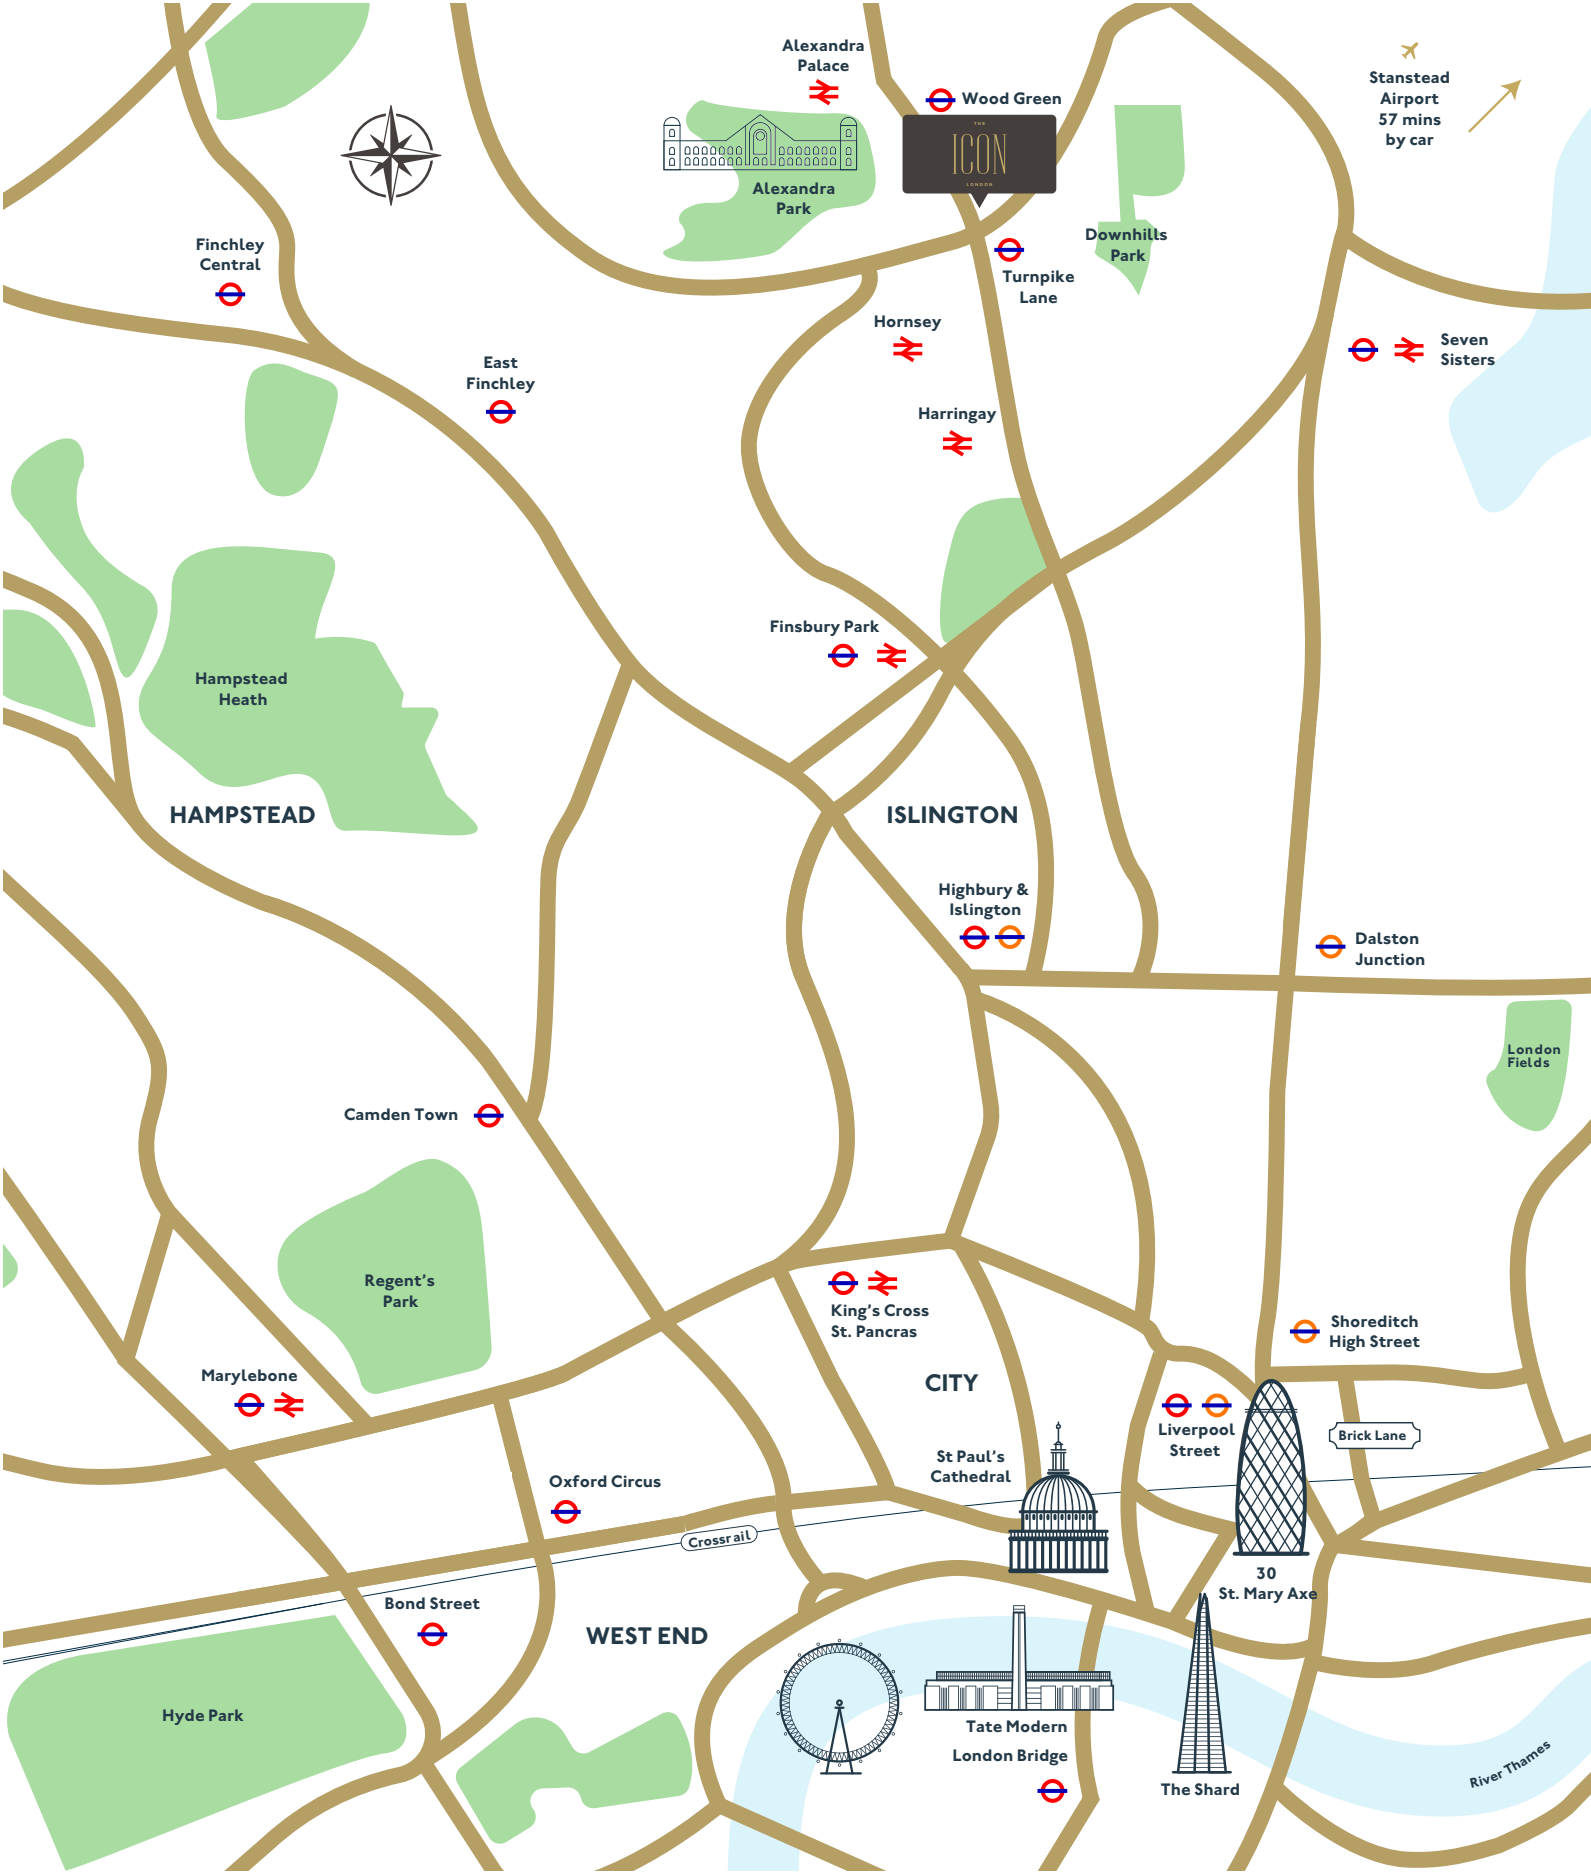 Alexandra
Palace
Wood Green
Stanstead
Airport
57 mins
by car
THE
ICON
LONDON
Alexandra
Park
Finchley
Central
Downhills
Park
Turnpike
Lane
Hornsey
Seven
Sisters
East
Finchley
Harringay
Finsbury Park
Hampstead
Heath
HAMPSTEAD
ISLINGTON
Highbury &
Islington
Dalston
Junction
London
Fields
Camden Town
Regent's
Park
King's Cross
St. Pancras
Shoreditch
High Street
Marylebone
CITY
Liverpool
Street
Brick Lane
St Paul's
Cathedral
Oxford Circus
Crossrail
30
St. Mary Axe
Bond Street
WEST END
Hyde Park
Tate Modern
London Bridge
The Shard
River Thames